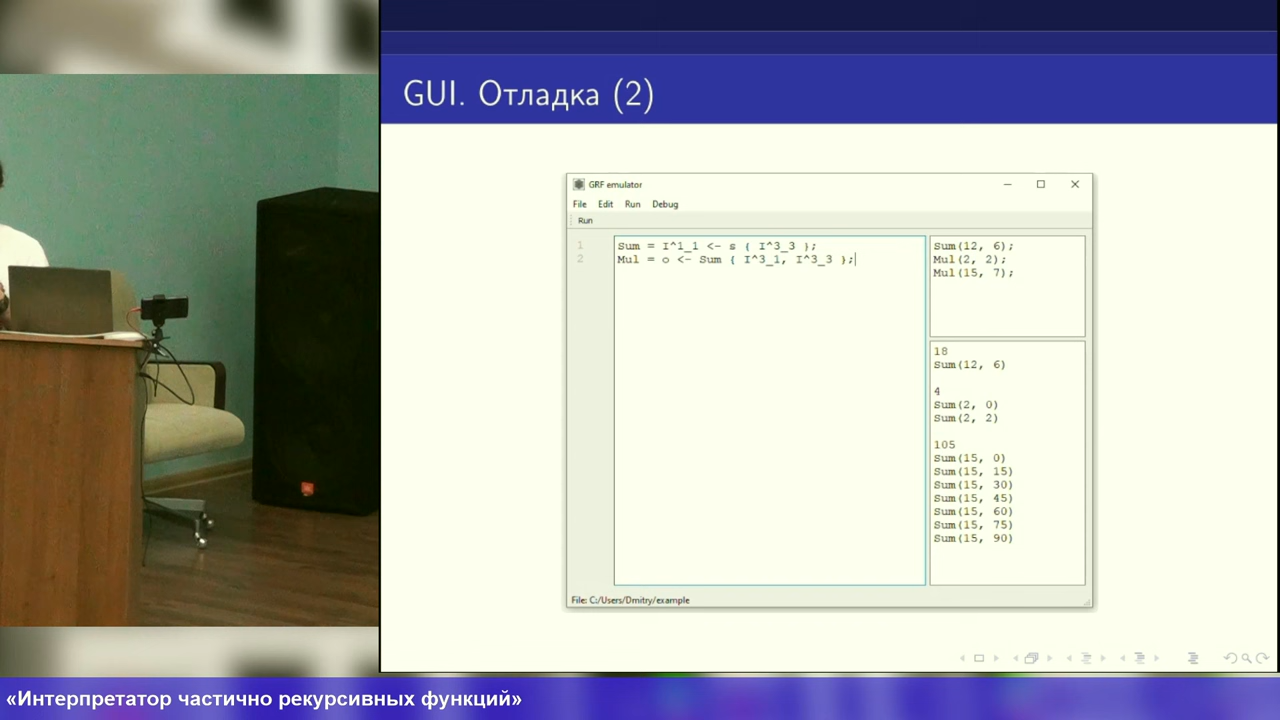 GUI. Отладка (2)
GRF emulator
File Edit Run Debug
Run
1 Sum = I^1_1 <- s { I^3_3 };
2 Mul = o <- Sum { I^3_1, I^3_3 };
Sum(12, 6);
Mul(2, 2);
Mul(15, 7);
18
Sum(12, 6)
4
Sum(2, 0)
Sum(2, 2)
105
Sum(15, 0)
Sum(15, 15)
Sum(15, 30)
Sum(15, 45)
Sum(15, 60)
Sum(15, 75)
Sum(15, 90)
File: C:/Users/Dmitry/example
«Интерпретатор частично рекурсивных функций»